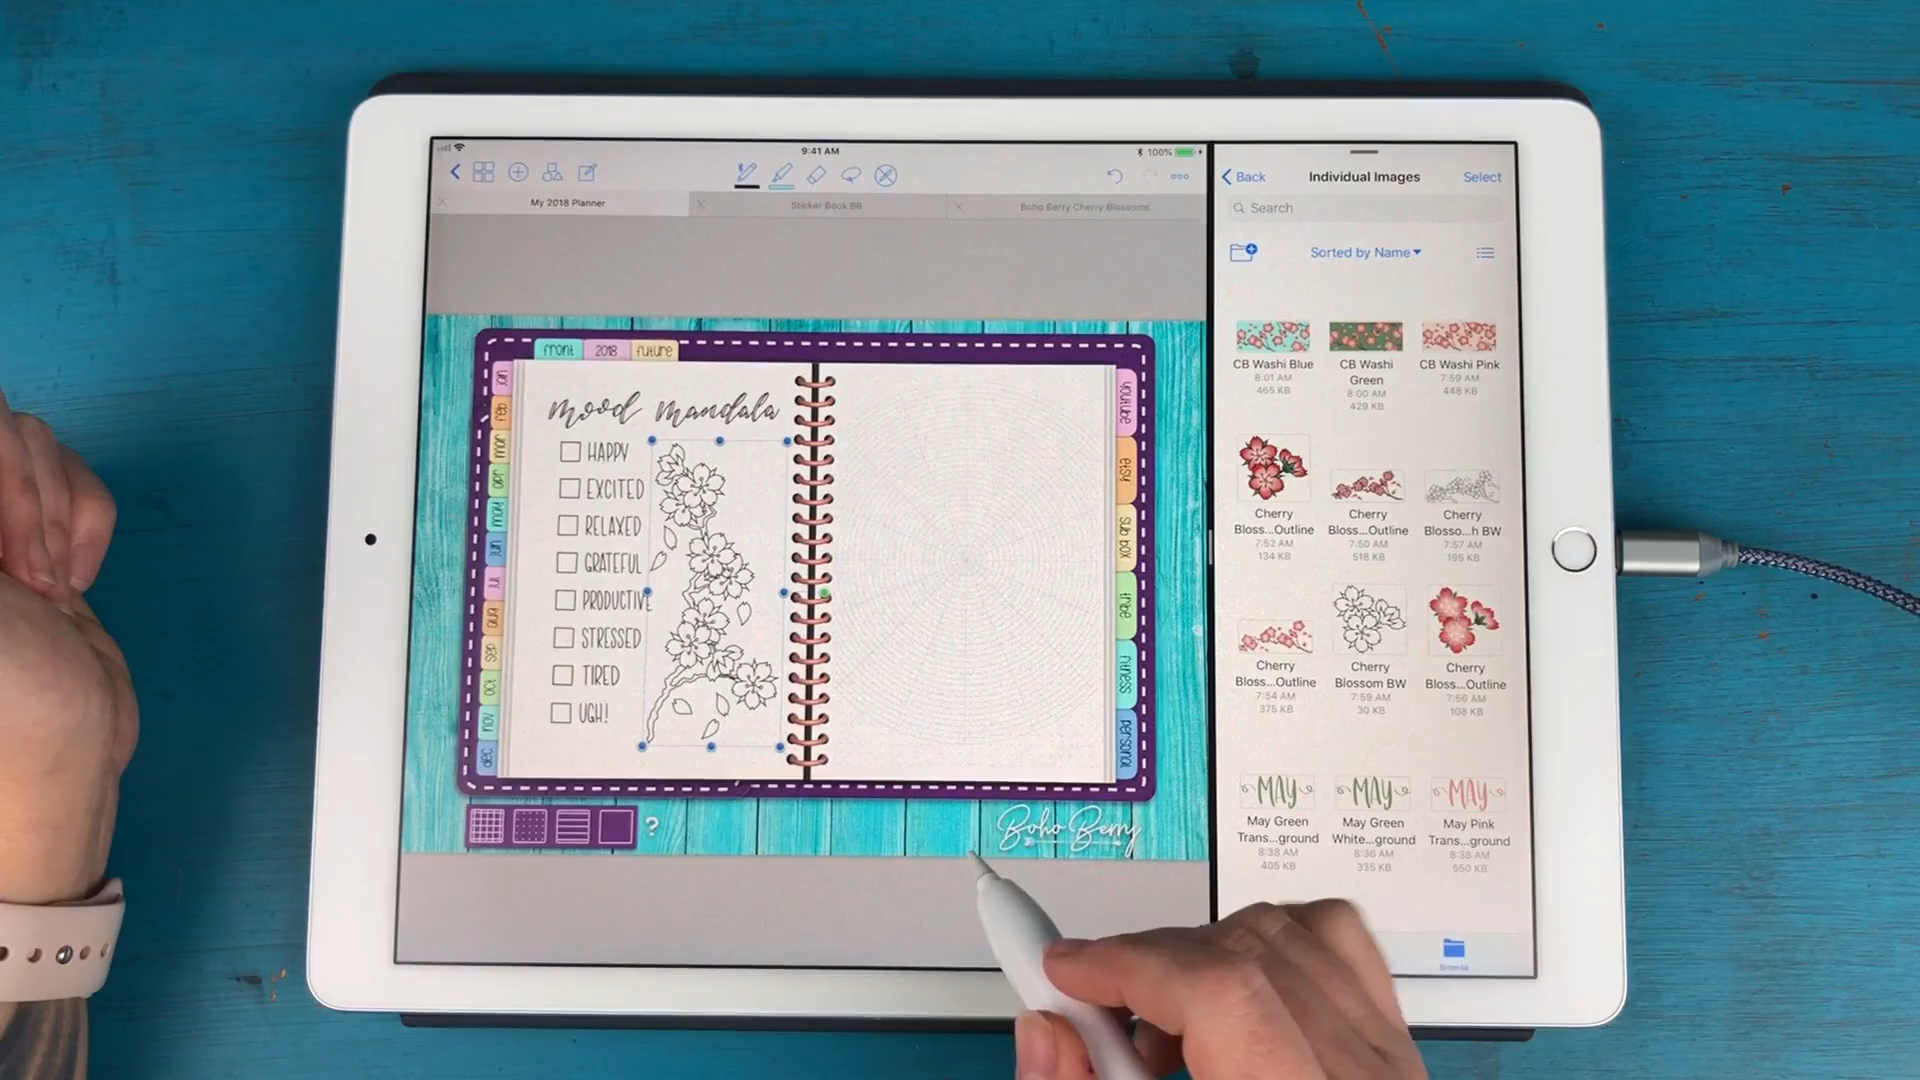 9:41 AM
100%
My 2018 Planner
Sticker Book B6
Boho Berry Cherry Blossoms
front
2018
future
jan
feb
mar
apr
may
jun
jul
aug
sep
oct
nov
dec
mood mandala
HAPPY
EXCITED
RELAXED
GRATEFUL
PRODUCTIVE
STRESSED
TIRED
UGH!
youtube
etsy
sub box
tribe
fitness
personal
?
Boho Berry
Back
Individual Images
Select
Search
Sorted by Name
CB Washi Blue
8:01 AM
465 KB
CB Washi
Green
8:00 AM
429 KB
CB Washi Pink
7:59 AM
448 KB
Cherry
Bloss...Outline
7:52 AM
134 KB
Cherry
Bloss...Outline
7:50 AM
518 KB
Cherry
Blosso...h BW
7:57 AM
195 KB
Cherry
Bloss...Outline
7:54 AM
375 KB
Cherry
Blossom BW
7:59 AM
30 KB
Cherry
Bloss...Outline
7:56 AM
108 KB
MAY
May Green
Trans...ground
8:38 AM
405 KB
MAY
May Green
White...ground
8:36 AM
335 KB
MAY
May Pink
Trans...ground
8:38 AM
550 KB
Browse